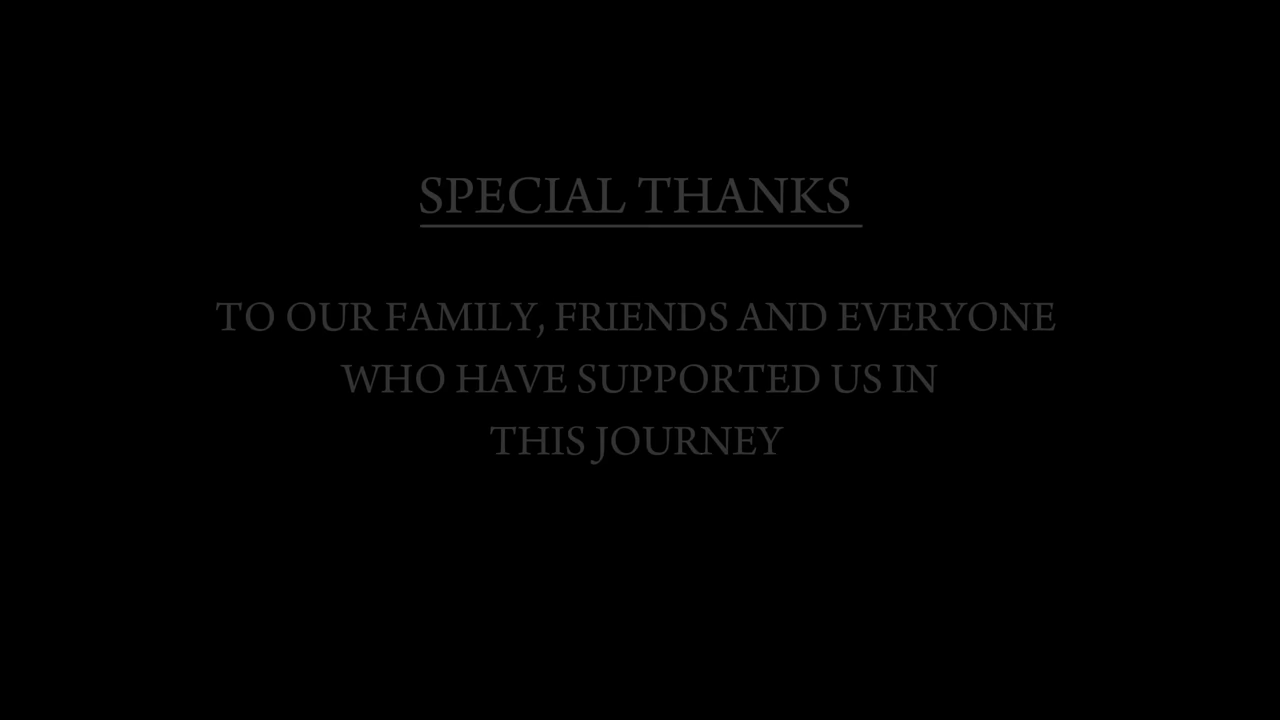 SPECIAL THANKS
TO OUR FAMILY, FRIENDS AND EVERYONE
WHO HAVE SUPPORTED US IN
THIS JOURNEY